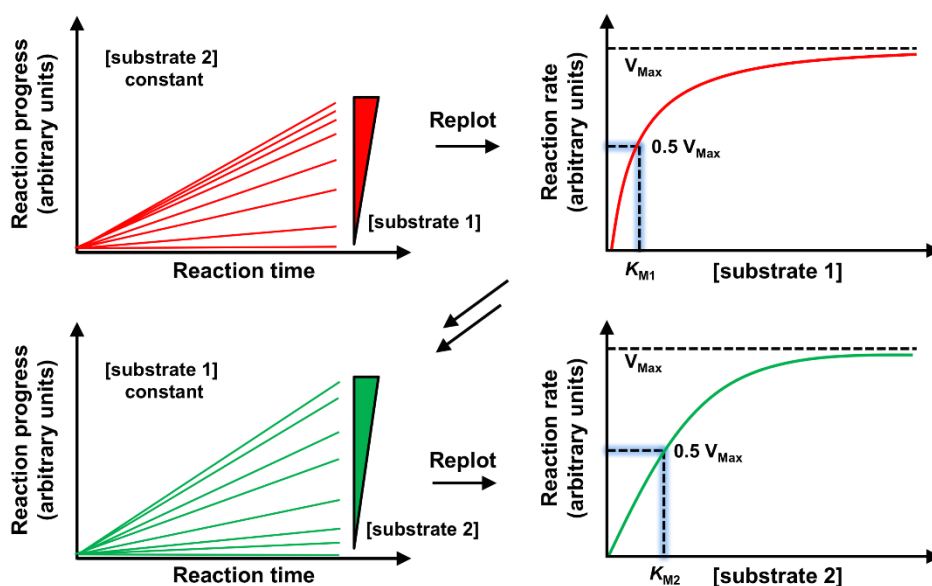 Reaction progress
(arbitrary units)
[substrate 2]
constant
[substrate 1]
Reaction time
Replot
Reaction rate
(arbitrary units)
VMax
0.5 VMax
KM1
[substrate 1]
Reaction progress
(arbitrary units)
[substrate 1]
constant
[substrate 2]
Reaction time
Replot
Reaction rate
(arbitrary units)
VMax
0.5 VMax
KM2
[substrate 2]